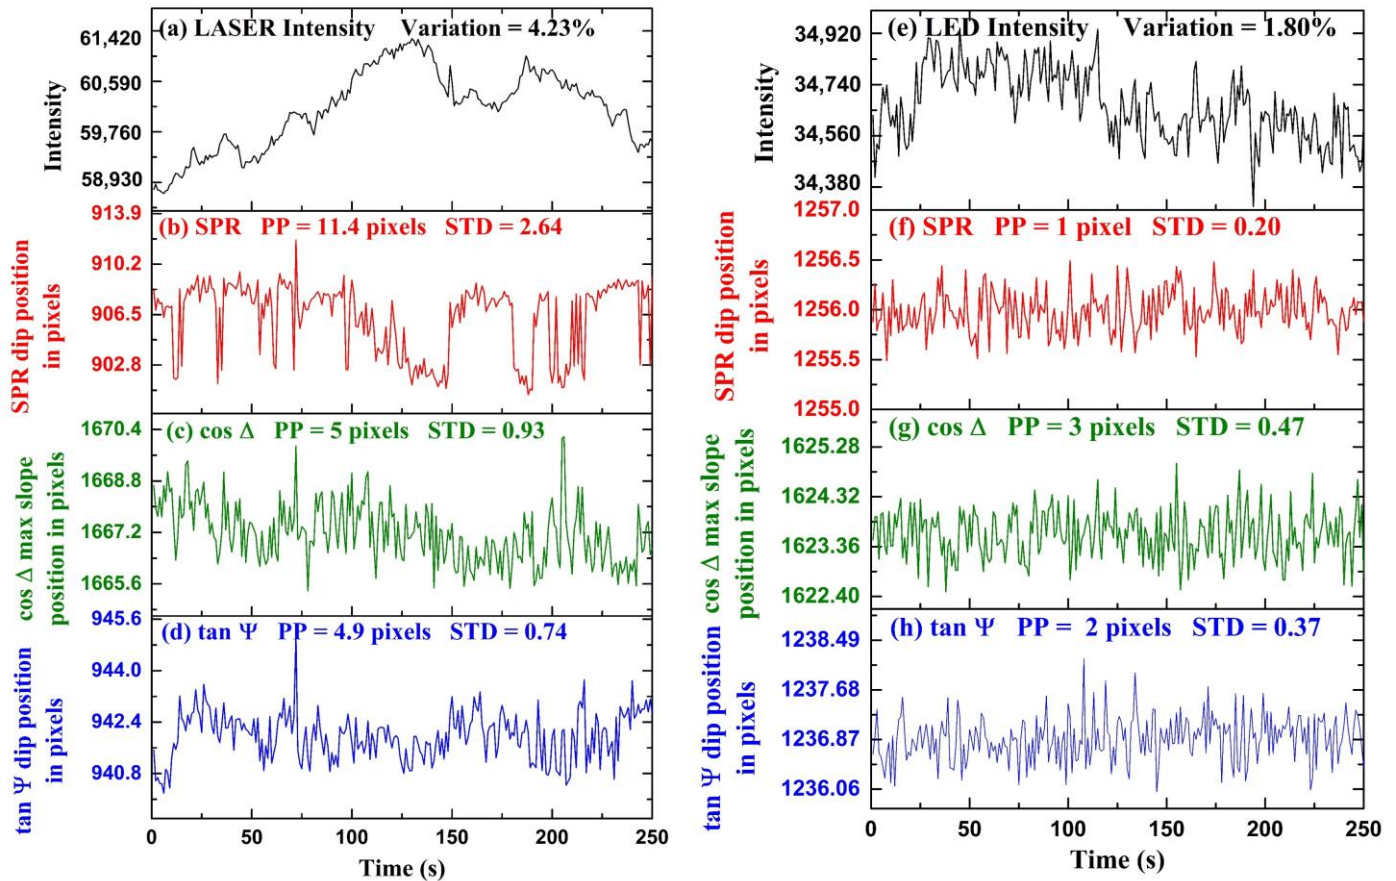 (a) LASER Intensity Variation = 4.23%
61,420
60,590
59,760
58,930
Intensity
(b) SPR PP = 11.4 pixels STD = 2.64
913.9
910.2
906.5
902.8
SPR dip position
in pixels
(c) cos Δ PP = 5 pixels STD = 0.93
1670.4
1668.8
1667.2
1665.6
cos Δ max slope
position in pixels
(d) tan Ψ PP = 4.9 pixels STD = 0.74
945.6
944.0
942.4
940.8
tan Ψ dip position
in pixels
0 50 100 150 200 250
Time (s)
(e) LED Intensity Variation = 1.80%
34,920
34,740
34,560
34,380
Intensity
(f) SPR PP = 1 pixel STD = 0.20
1257.0
1256.5
1256.0
1255.5
1255.0
SPR dip position
in pixels
(g) cos Δ PP = 3 pixels STD = 0.47
1625.28
1624.32
1623.36
1622.40
cos Δ max slope
position in pixels
(h) tan Ψ PP = 2 pixels STD = 0.37
1238.49
1237.68
1236.87
1236.06
tan Ψ dip position
in pixels
0 50 100 150 200 250
Time (s)